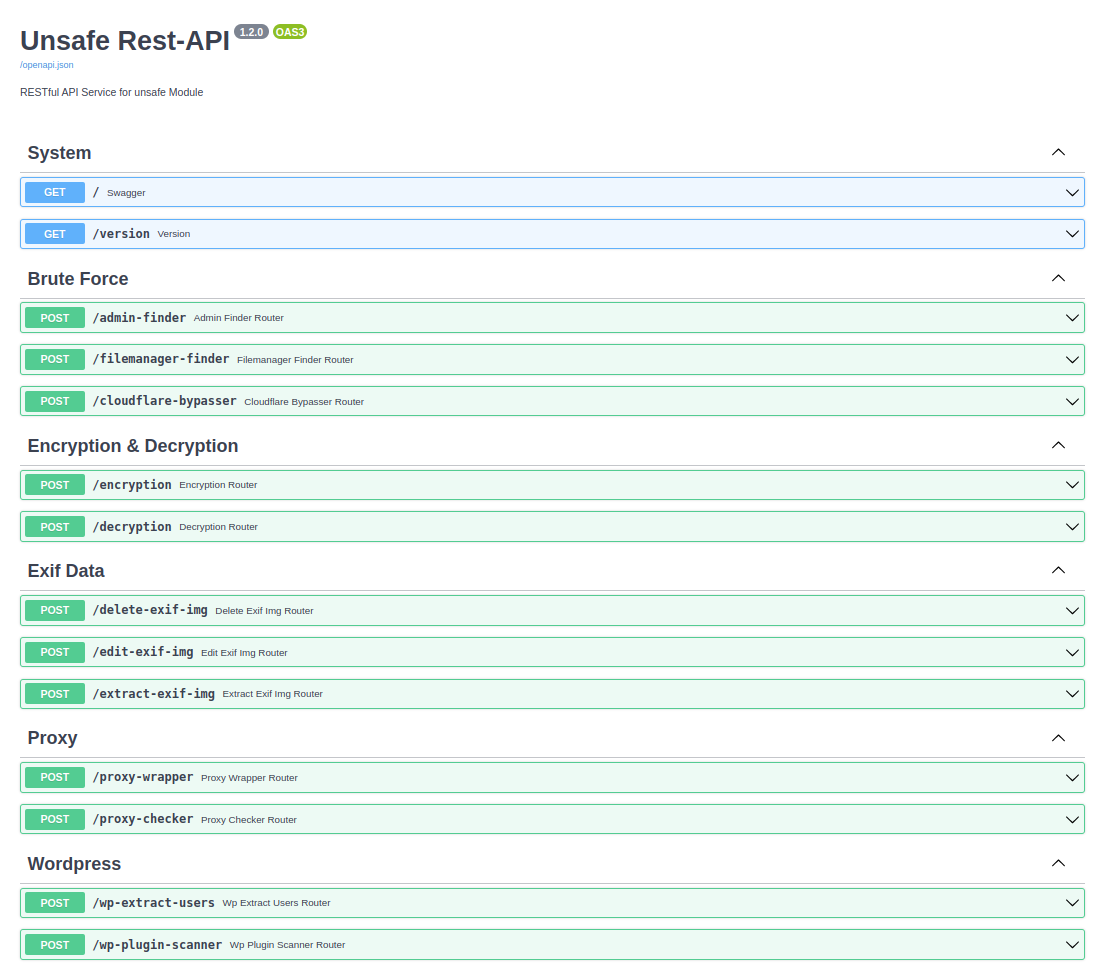 Unsafe Rest-API 1.2.0 OAS3
/openapi.json
RESTful API Service for unsafe Module
System
GET / Swagger
GET /version Version
Brute Force
POST /admin-finder Admin Finder Router
POST /filemanager-finder Filemanager Finder Router
POST /cloudflare-bypasser Cloudflare Bypasser Router
Encryption & Decryption
POST /encryption Encryption Router
POST /decryption Decryption Router
Exif Data
POST /delete-exif-img Delete Exif Img Router
POST /edit-exif-img Edit Exif Img Router
POST /extract-exif-img Extract Exif Img Router
Proxy
POST /proxy-wrapper Proxy Wrapper Router
POST /proxy-checker Proxy Checker Router
Wordpress
POST /wp-extract-users Wp Extract Users Router
POST /wp-plugin-scanner Wp Plugin Scanner Router